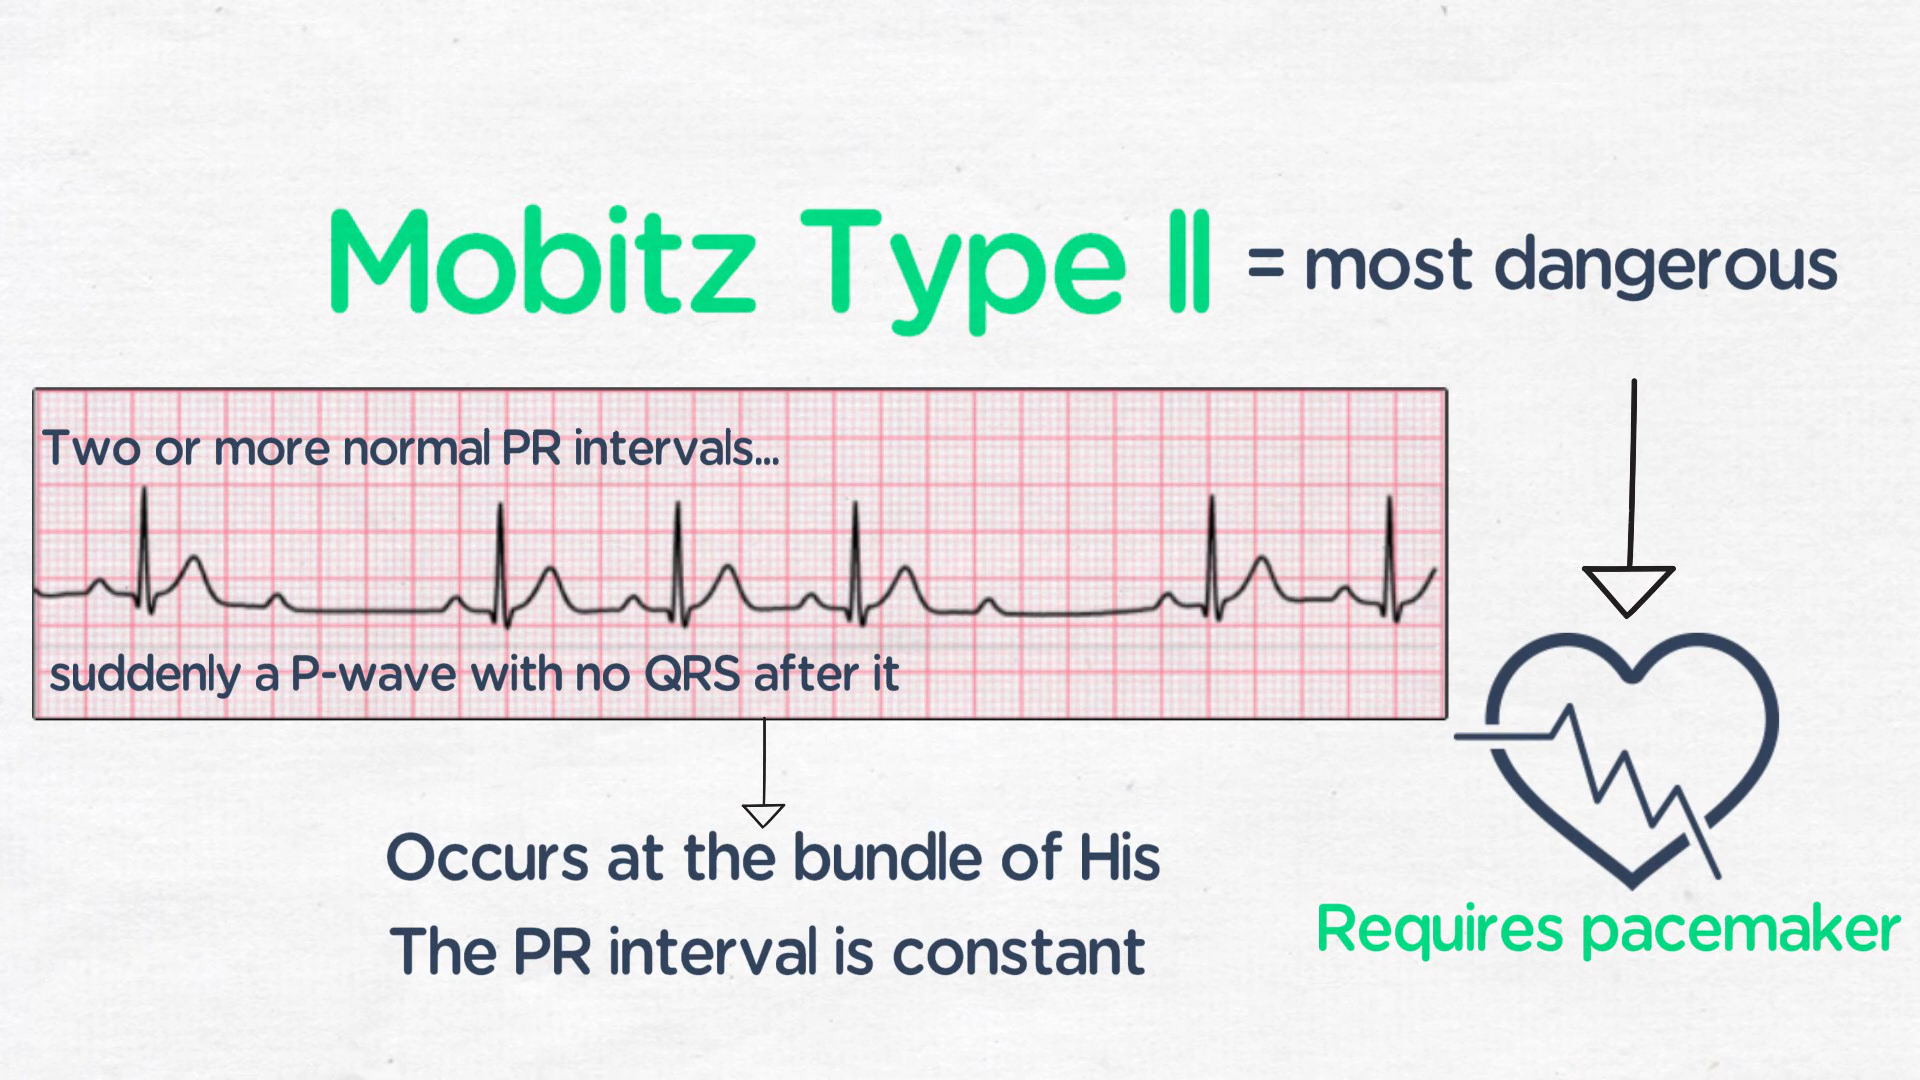 Mobitz Type II = most dangerous
Two or more normal PR intervals...
suddenly a P-wave with no QRS after it
Occurs at the bundle of His
The PR interval is constant
Requires pacemaker